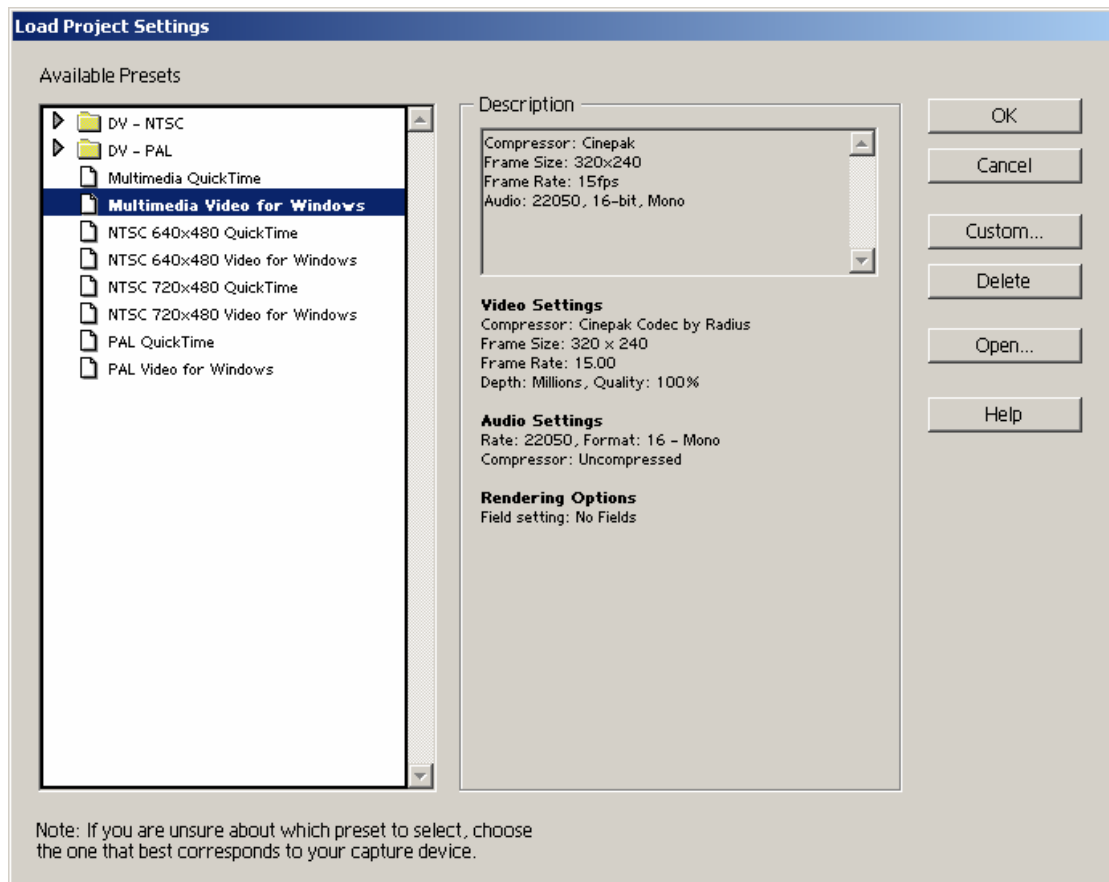 Load Project Settings
Available Presets
DV - NTSC
DV - PAL
Multimedia QuickTime
Multimedia Video for Windows
NTSC 640x480 QuickTime
NTSC 640x480 Video for Windows
NTSC 720x480 QuickTime
NTSC 720x480 Video for Windows
PAL QuickTime
PAL Video for Windows
Description
Compressor: Cinepak
Frame Size: 320x240
Frame Rate: 15fps
Audio: 22050, 16-bit, Mono
Video Settings
Compressor: Cinepak Codec by Radius
Frame Size: 320 x 240
Frame Rate: 15.00
Depth: Millions, Quality: 100%
Audio Settings
Rate: 22050, Format: 16 - Mono
Compressor: Uncompressed
Rendering Options
Field setting: No Fields
OK
Cancel
Custom...
Delete
Open...
Help
Note: If you are unsure about which preset to select, choose
the one that best corresponds to your capture device.